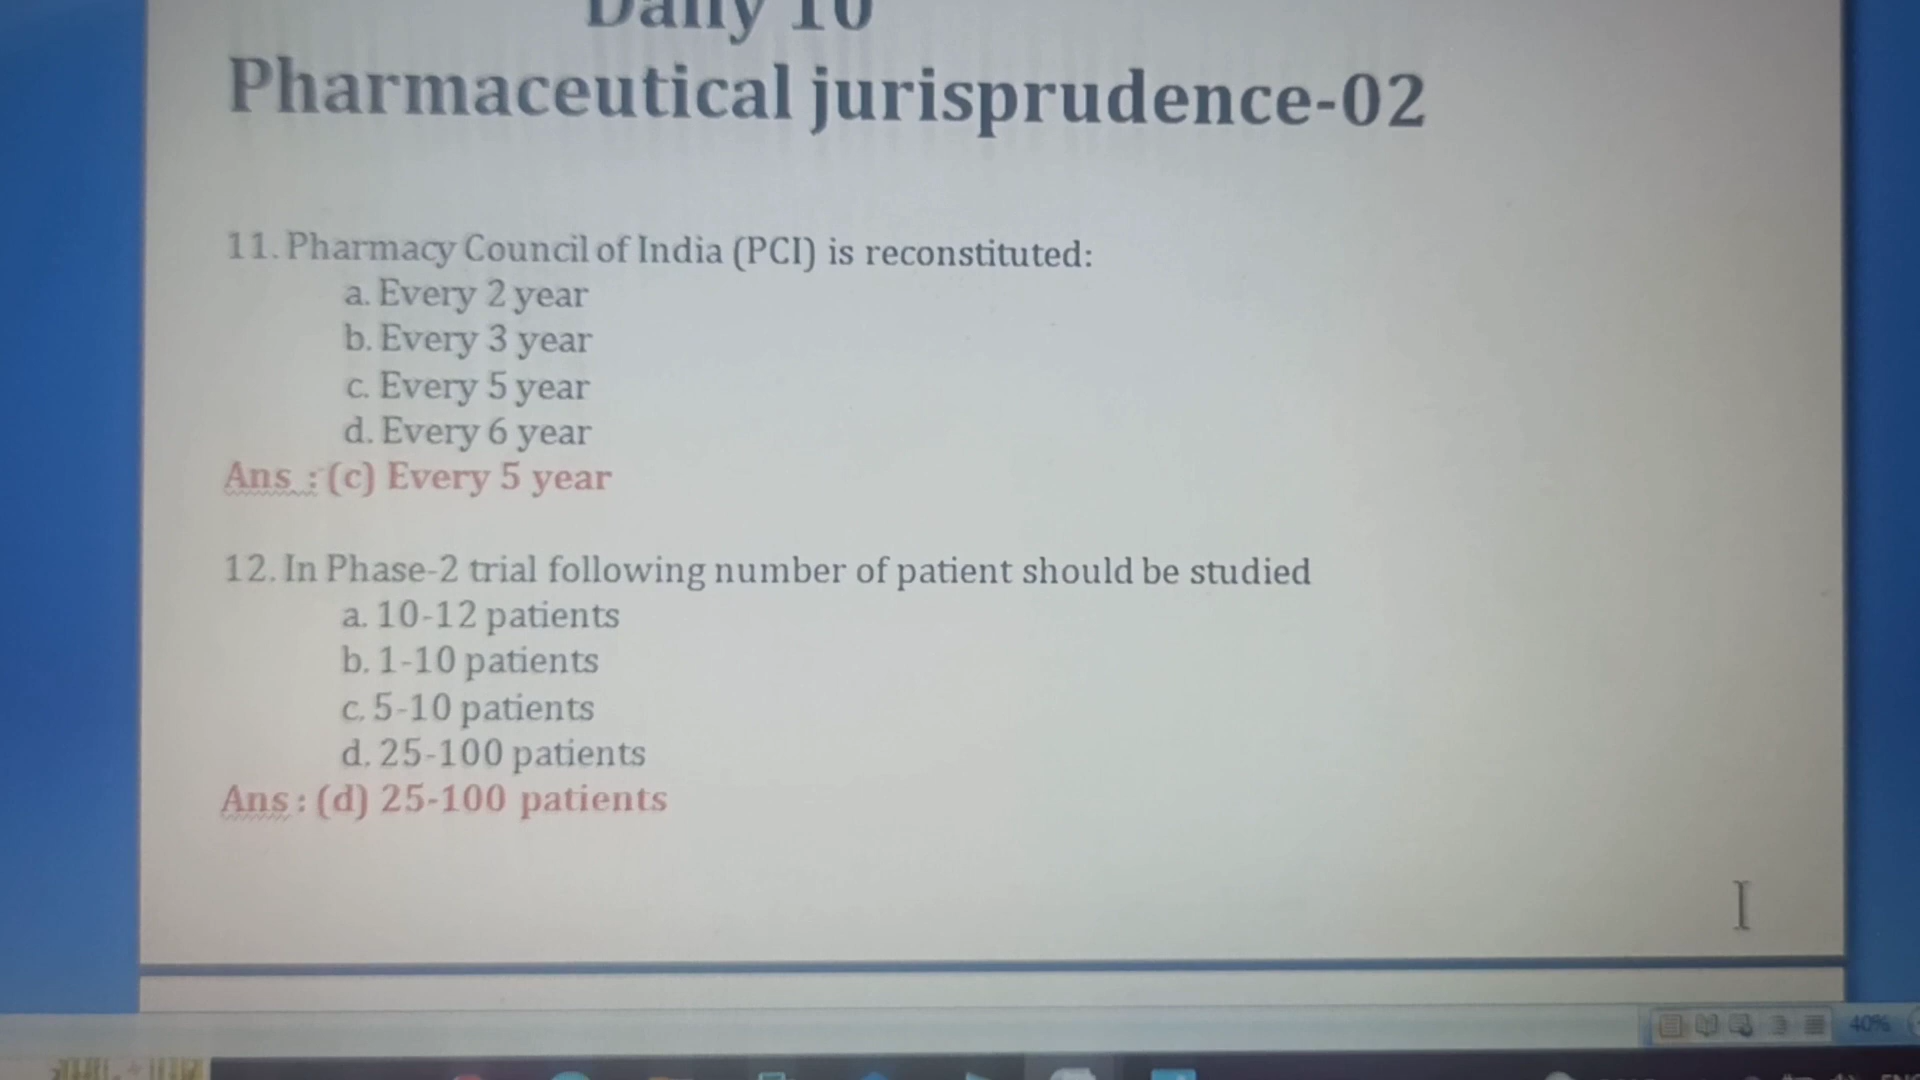 Daily 10
Pharmaceutical jurisprudence-02
11. Pharmacy Council of India (PCI) is reconstituted:
a. Every 2 year
b. Every 3 year
c. Every 5 year
d. Every 6 year
Ans : (c) Every 5 year
12. In Phase-2 trial following number of patient should be studied
a. 10-12 patients
b. 1-10 patients
c. 5-10 patients
d. 25-100 patients
Ans : (d) 25-100 patients
40%